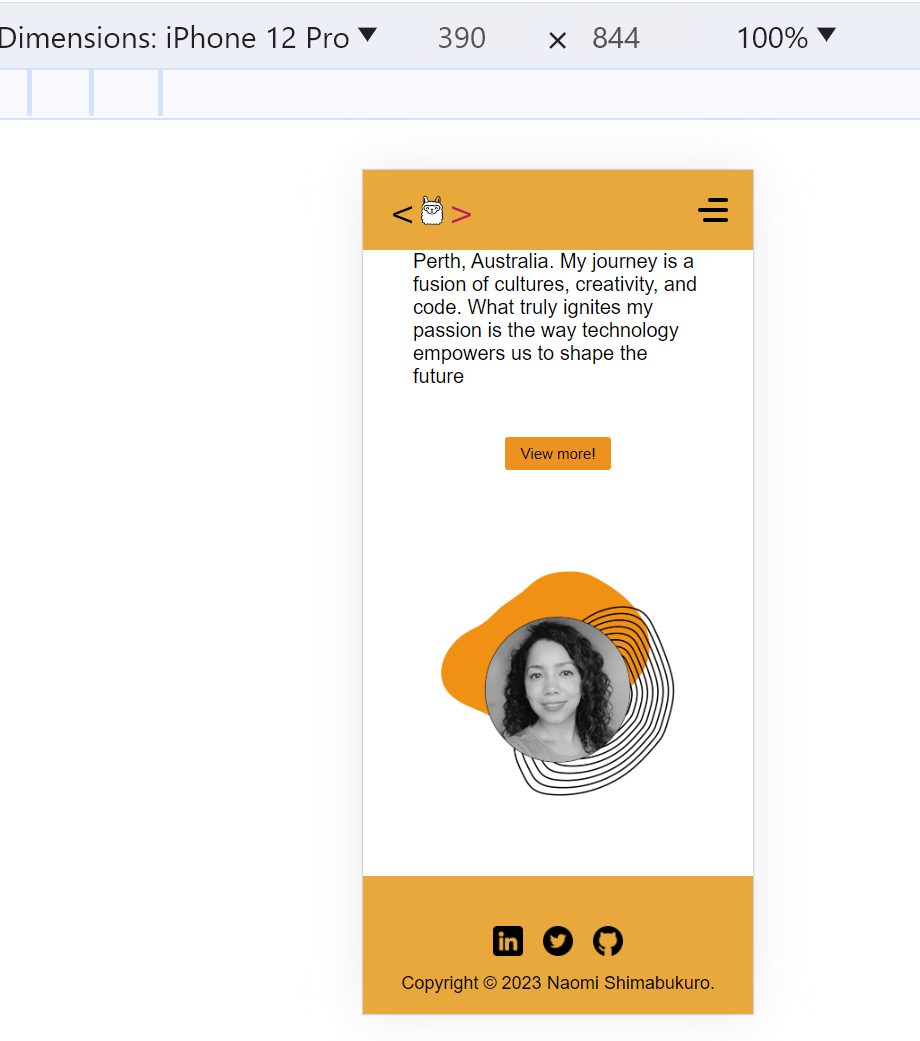 Dimensions: iPhone 12 Pro ▼ 390 × 844 100% ▼
< >
Perth, Australia. My journey is a
fusion of cultures, creativity, and
code. What truly ignites my
passion is the way technology
empowers us to shape the
future
View more!
in
Copyright © 2023 Naomi Shimabukuro.